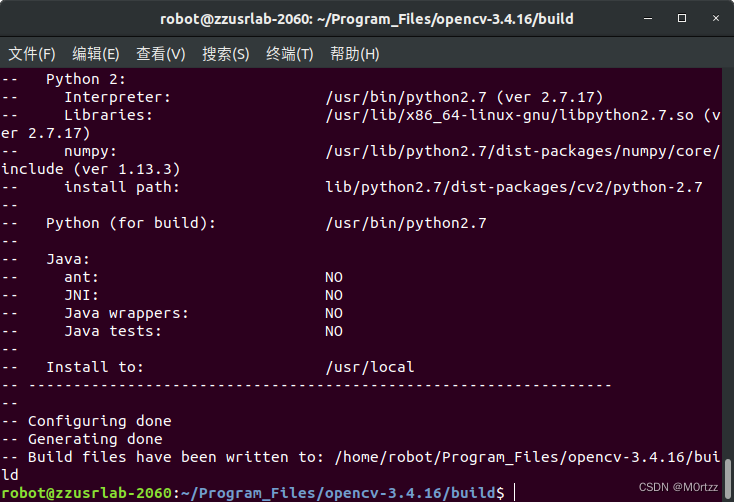 robot@zzusrlab-2060: ~/Program_Files/opencv-3.4.16/build
文件(F) 编辑(E) 查看(V) 搜索(S) 终端(T) 帮助(H)
--   Python 2:
--     Interpreter:                 /usr/bin/python2.7 (ver 2.7.17)
--     Libraries:                   /usr/lib/x86_64-linux-gnu/libpython2.7.so (v
er 2.7.17)
--     numpy:                       /usr/lib/python2.7/dist-packages/numpy/core/
include (ver 1.13.3)
--     install path:                lib/python2.7/dist-packages/cv2/python-2.7
--
--   Python (for build):            /usr/bin/python2.7
--
--   Java:
--     ant:                         NO
--     JNI:                         NO
--     Java wrappers:               NO
--     Java tests:                  NO
--
--   Install to:                    /usr/local
-- -----------------------------------------------------------------
--
-- Configuring done
-- Generating done
-- Build files have been written to: /home/robot/Program_Files/opencv-3.4.16/bui
ld
robot@zzusrlab-2060:~/Program_Files/opencv-3.4.16/build$
CSDN @M0rtzz